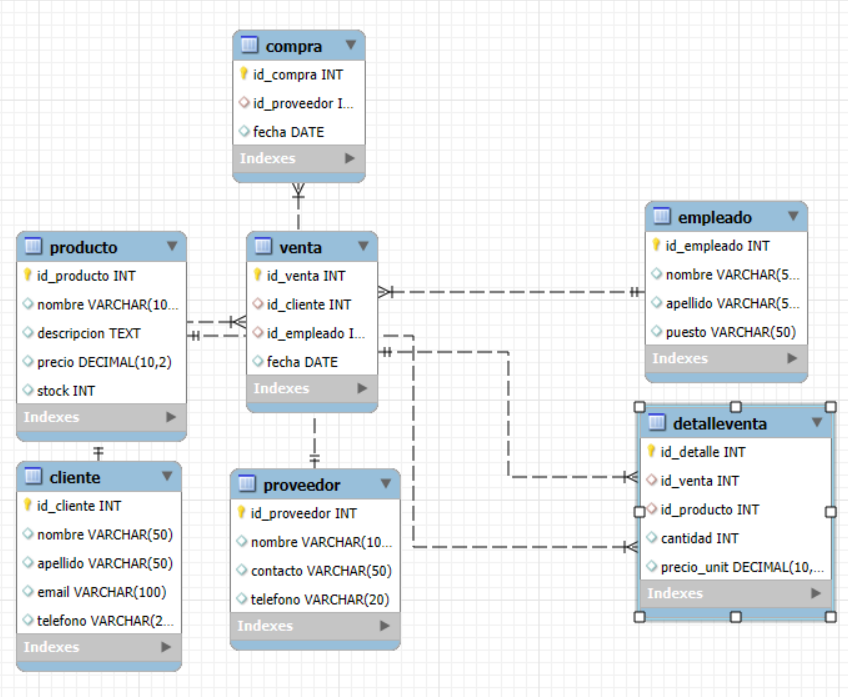 compra
id_compra INT
id_proveedor I...
fecha DATE
Indexes
producto
id_producto INT
nombre VARCHAR(10...
descripcion TEXT
precio DECIMAL(10,2)
stock INT
Indexes
venta
id_venta INT
id_cliente INT
id_empleado I...
fecha DATE
Indexes
empleado
id_empleado INT
nombre VARCHAR(5...
apellido VARCHAR(5...
puesto VARCHAR(50)
Indexes
cliente
id_cliente INT
nombre VARCHAR(50)
apellido VARCHAR(50)
email VARCHAR(100)
telefono VARCHAR(2...
Indexes
proveedor
id_proveedor INT
nombre VARCHAR(10...
contacto VARCHAR(50)
telefono VARCHAR(20)
Indexes
detalleventa
id_detalle INT
id_venta INT
id_producto INT
cantidad INT
precio_unit DECIMAL(10,...
Indexes